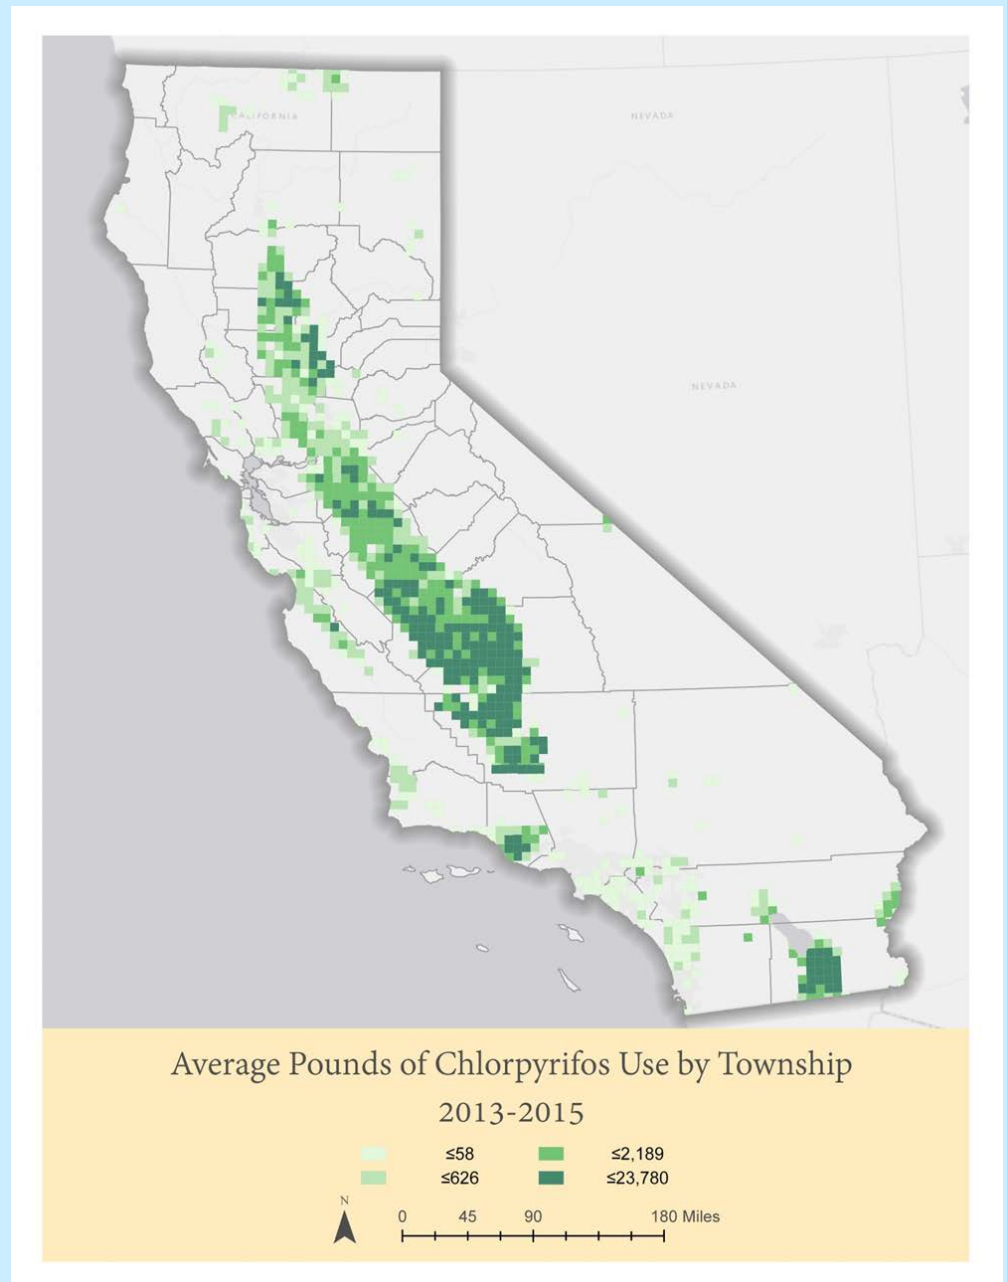 CALIFORNIA
NEVADA
NEVADA
Average Pounds of Chlorpyrifos Use by Township
2013-2015
≤58 ≤2,189
≤626 ≤23,780
N
0 45 90 180 Miles